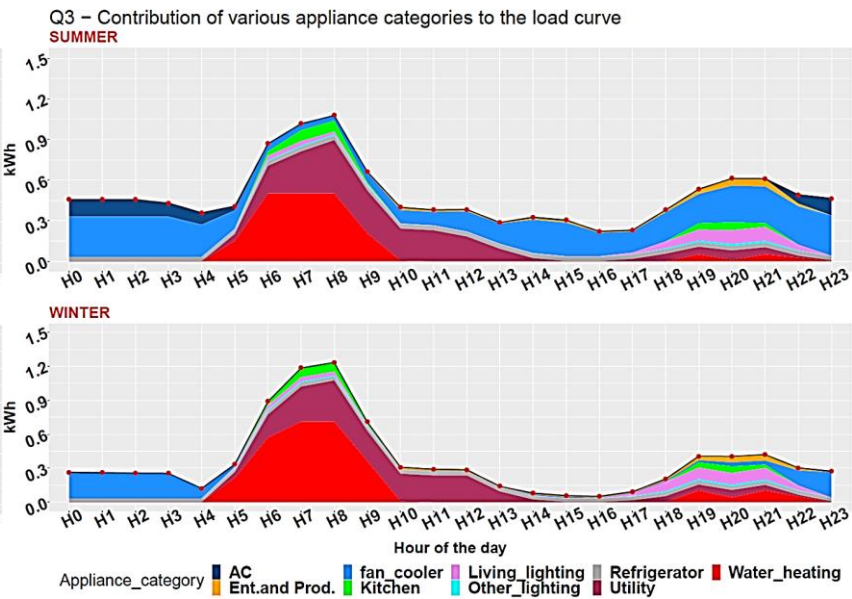 Q3 – Contribution of various appliance categories to the load curve
SUMMER
1.5
1.2
0.9
0.6
0.3
0.0
kWh
H0 H1 H2 H3 H4 H5 H6 H7 H8 H9 H10 H11 H12 H13 H14 H15 H16 H17 H18 H19 H20 H21 H22 H23
WINTER
1.5
1.2
0.9
0.6
0.3
0.0
kWh
H0 H1 H2 H3 H4 H5 H6 H7 H8 H9 H10 H11 H12 H13 H14 H15 H16 H17 H18 H19 H20 H21 H22 H23
Hour of the day
Appliance_category
AC fan_cooler Living_lighting Refrigerator Water_heating
Ent.and Prod. Kitchen Other_lighting Utility